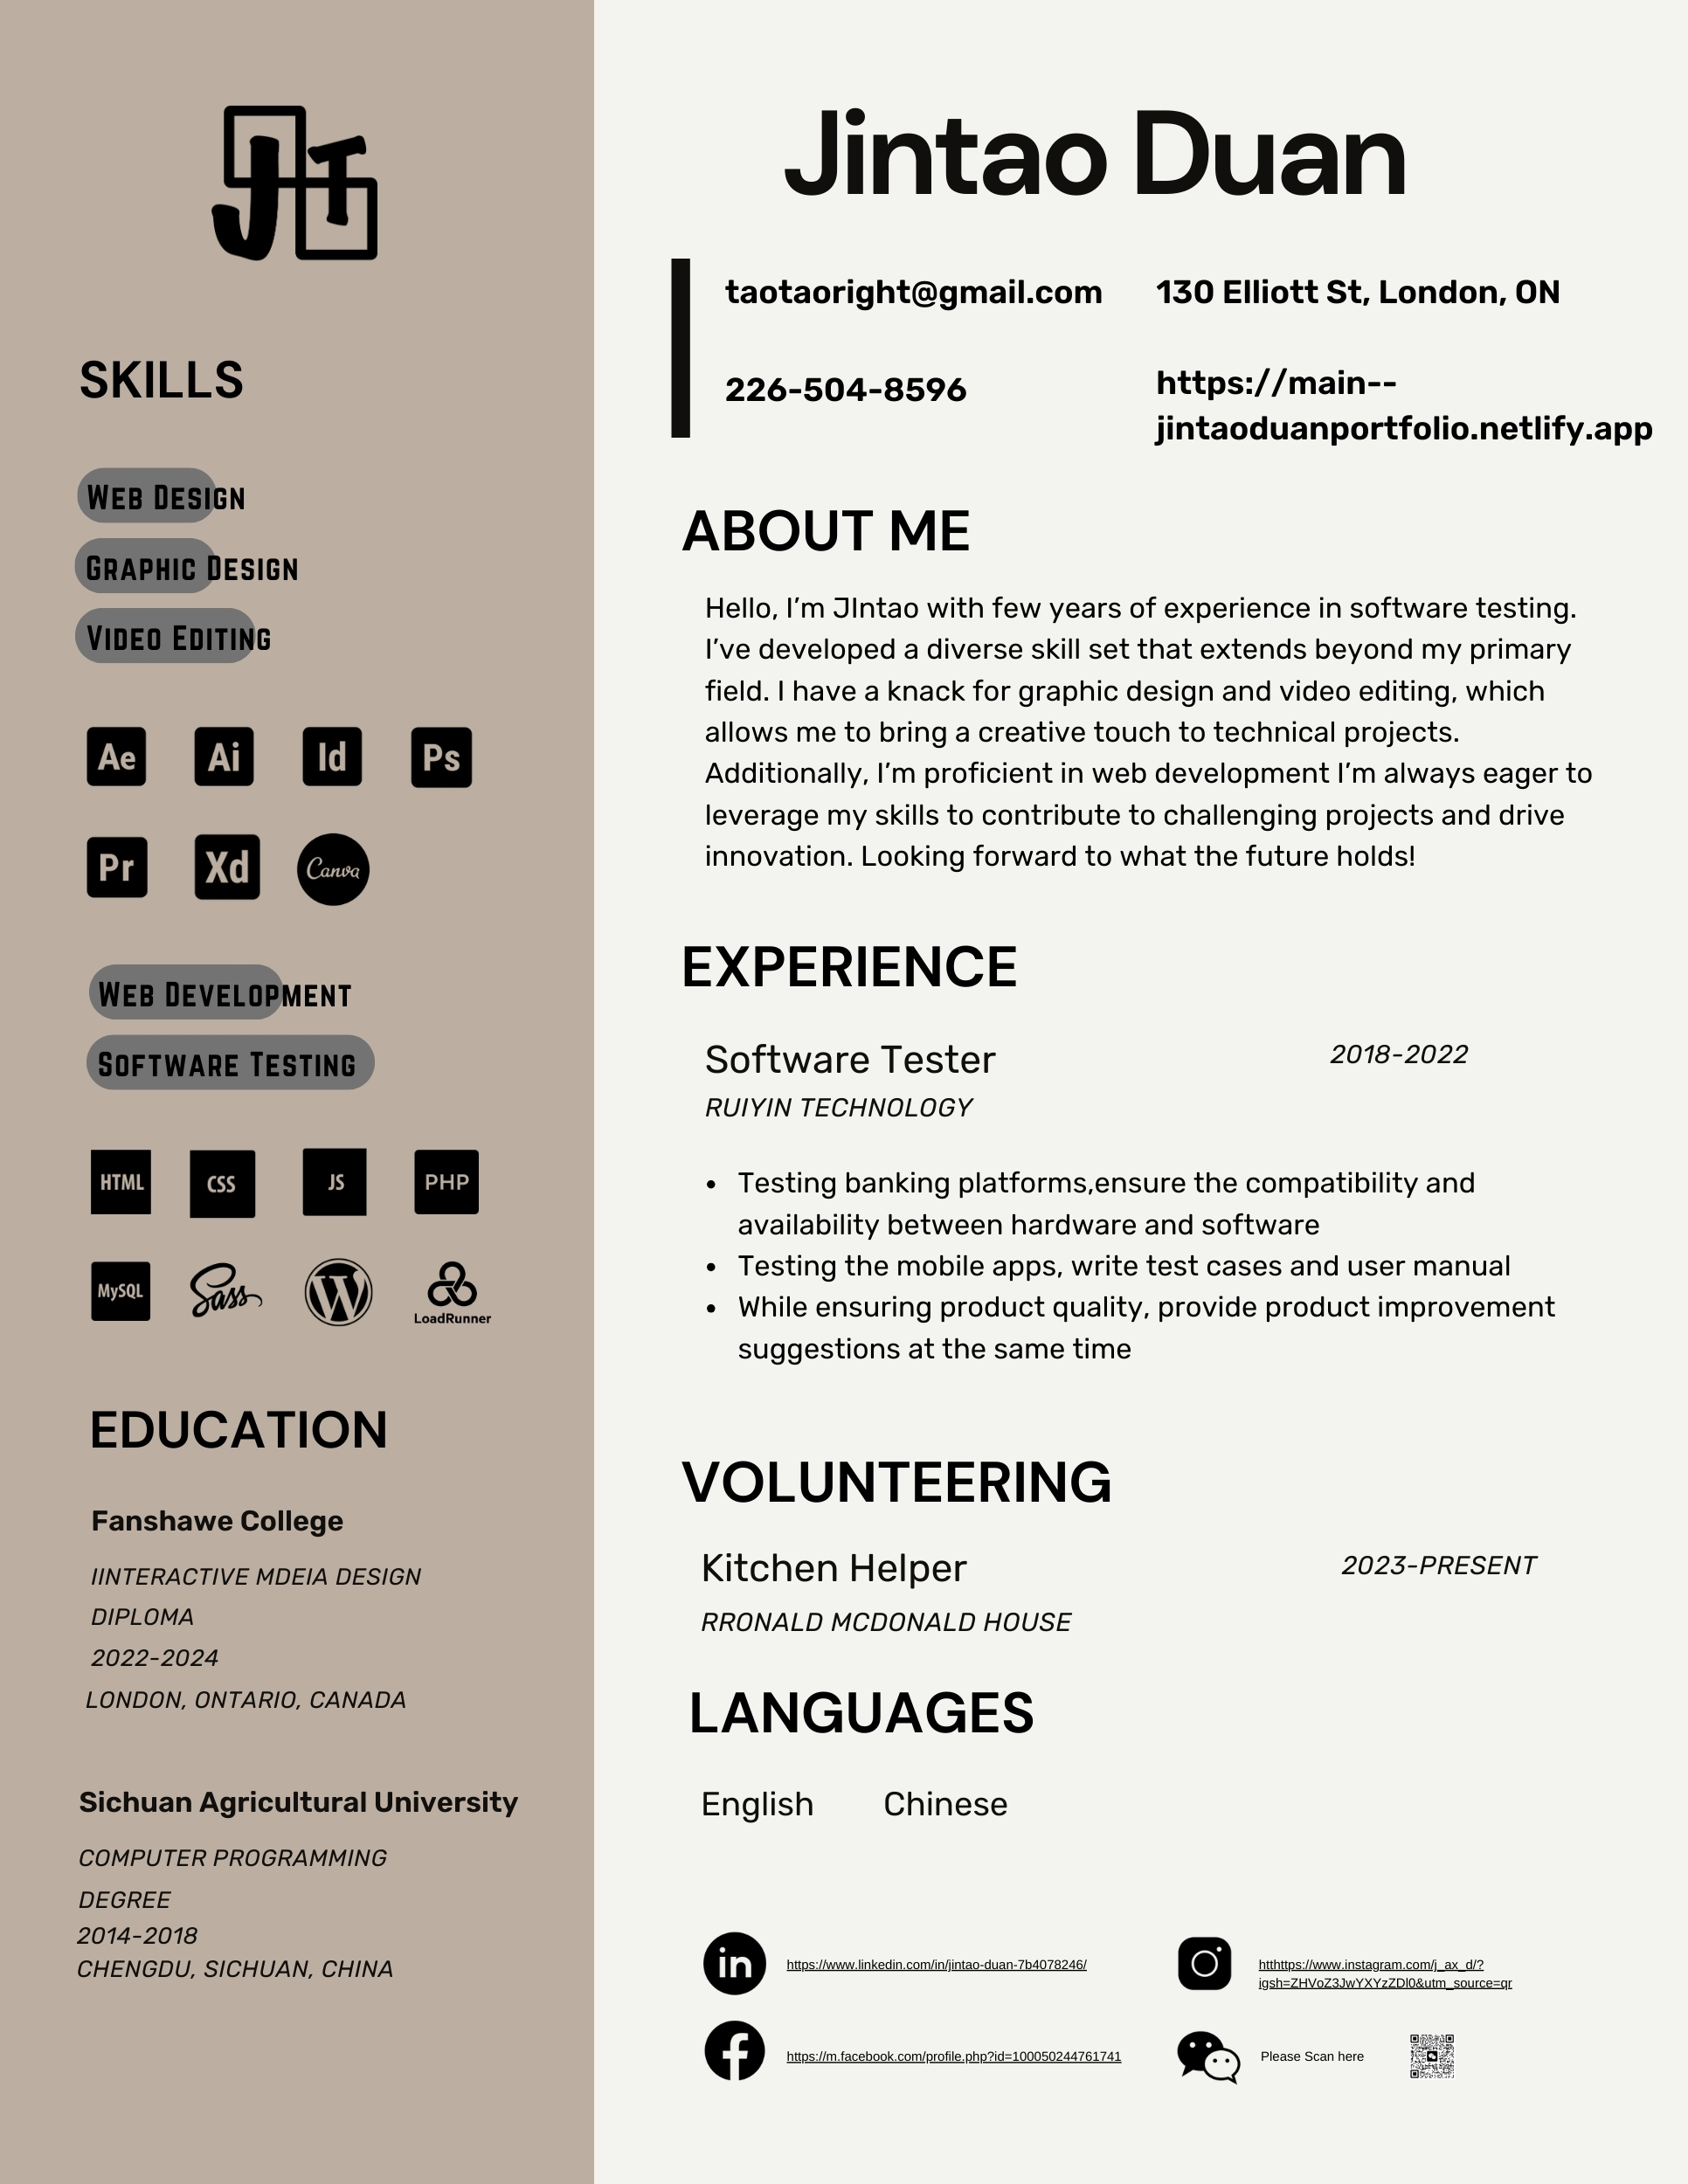 JT
SKILLS
WEB DESIGN
GRAPHIC DESIGN
VIDEO EDITING
Ae Ai Id Ps
Pr Xd Canva
WEB DEVELOPMENT
SOFTWARE TESTING
HTML CSS JS PHP
MySQL Sass W LoadRunner
EDUCATION
Fanshawe College
IINTERACTIVE MDEIA DESIGN
DIPLOMA
2022-2024
LONDON, ONTARIO, CANADA
Sichuan Agricultural University
COMPUTER PROGRAMMING
DEGREE
2014-2018
CHENGDU, SICHUAN, CHINA
Jintao Duan
taotaoright@gmail.com
130 Elliott St, London, ON
226-504-8596
https://main--
jintaoduanportfolio.netlify.app
ABOUT ME
Hello, I’m JIntao with few years of experience in software testing.
I’ve developed a diverse skill set that extends beyond my primary
field. I have a knack for graphic design and video editing, which
allows me to bring a creative touch to technical projects.
Additionally, I’m proficient in web development I’m always eager to
leverage my skills to contribute to challenging projects and drive
innovation. Looking forward to what the future holds!
EXPERIENCE
Software Tester
2018-2022
RUIYIN TECHNOLOGY
• Testing banking platforms,ensure the compatibility and
availability between hardware and software
• Testing the mobile apps, write test cases and user manual
• While ensuring product quality, provide product improvement
suggestions at the same time
VOLUNTEERING
Kitchen Helper
2023-PRESENT
RRONALD MCDONALD HOUSE
LANGUAGES
English Chinese
in
https://www.linkedin.com/in/jintao-duan-7b4078246/
htthttps://www.instagram.com/j_ax_d/?
igsh=ZHVoZ3JwYXYzZDl0&utm_source=qr
f
https://m.facebook.com/profile.php?id=100050244761741
Please Scan here